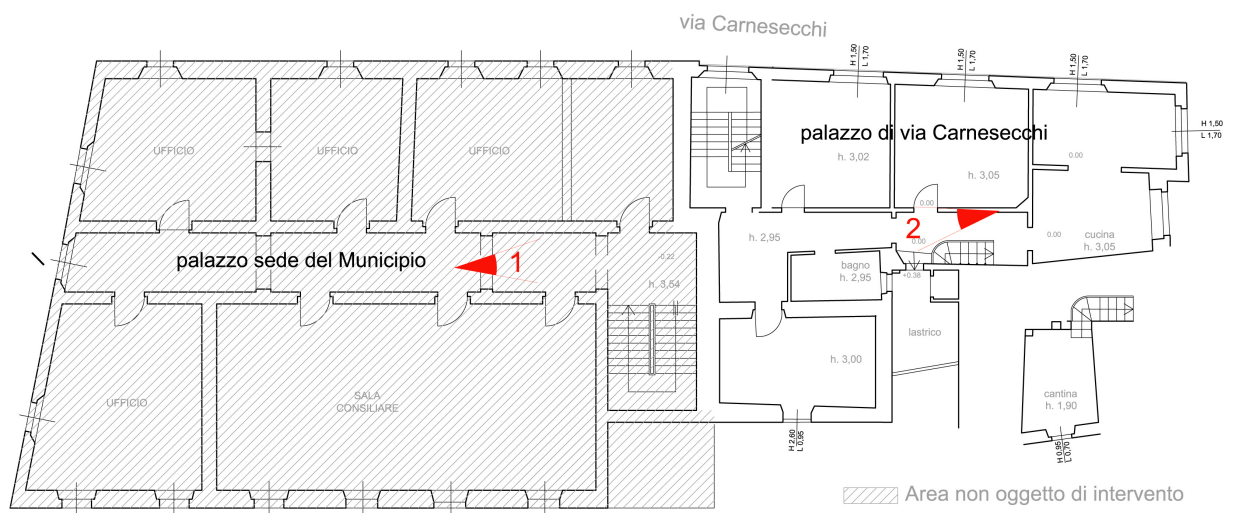 via Carnesecchi
H 1,50
L 1,70
H 1,50
L 1,70
H 1,50
L 1,70
H 1,50
L 1,70
UFFICIO
UFFICIO
UFFICIO
palazzo di via Carnesecchi
h. 3,02
h. 3,05
0.00
0.00
2
0.00
0.00
cucina
h. 3,05
h. 2,95
palazzo sede del Municipio
1
0.22
h. 3,54
bagno
h. 2,95
+0.38
lastrico
h. 3,00
UFFICIO
SALA
CONSILIARE
cantina
h. 1,90
H 2,60
L 0,95
H 0,95
L 0,70
Area non oggetto di intervento